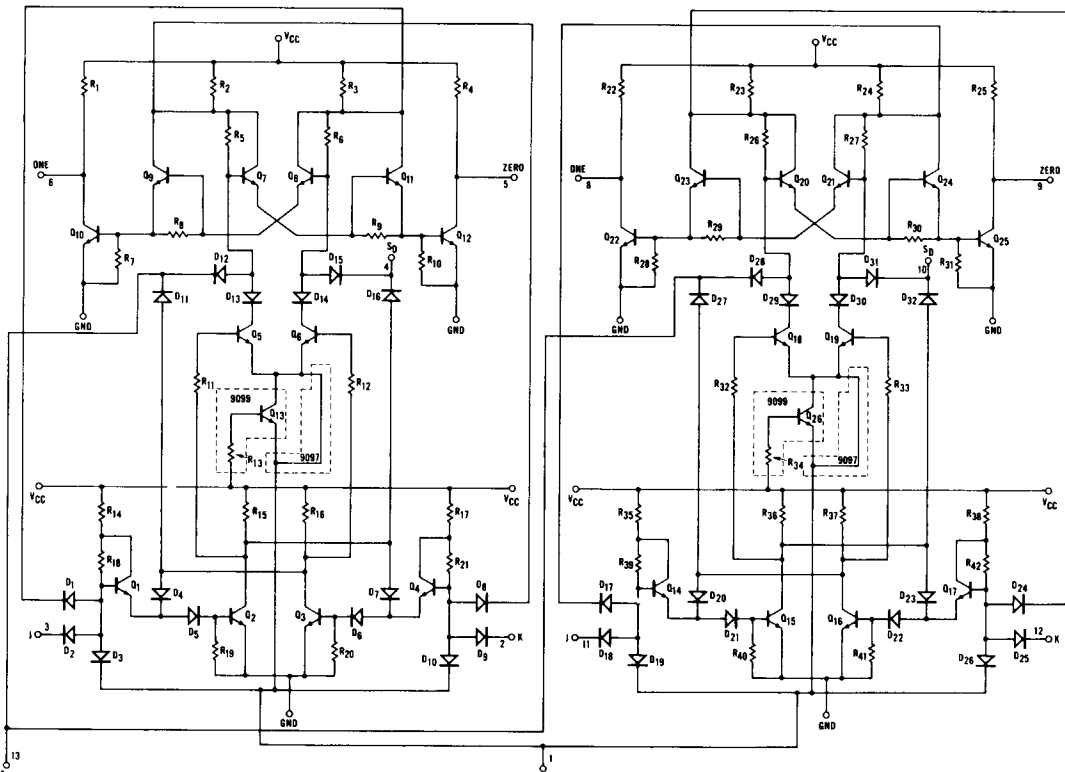 VCC VCC
R1 R2 R3 R4 R22 R23 R24 R25
R5 R6 R26 R27
ONE 6 Q9 Q7 Q8 Q11 ZERO 5 ONE 8 Q23 Q20 Q21 Q24 ZERO 9
Q10 R8 R9 Q12 Q22 R29 R30 Q25
R7 R10 R28 R31
D12 D15 SD 4 D28 D31 SD 10
D11 D13 D14 D16 D27 D29 D30 D32
GND GND GND GND
Q5 Q6 Q18 Q19
R11 R12 R32 R33
9099 Q13 9099 Q26
R13 9097 R34 9097
VCC VCC VCC VCC
R14 R15 R16 R17 R35 R36 R37 R38
R18 R21 R39 R42
Q1 Q4 Q14 Q17
D1 D4 D7 D8 D17 D20 D23 D24
D5 Q2 Q3 D6 D21 Q15 Q16 D22
J 3 D2 D3 R19 R20 D10 D9 2 K J 11 D18 D19 R40 R41 D26 D25 12 K
GND GND
13 1